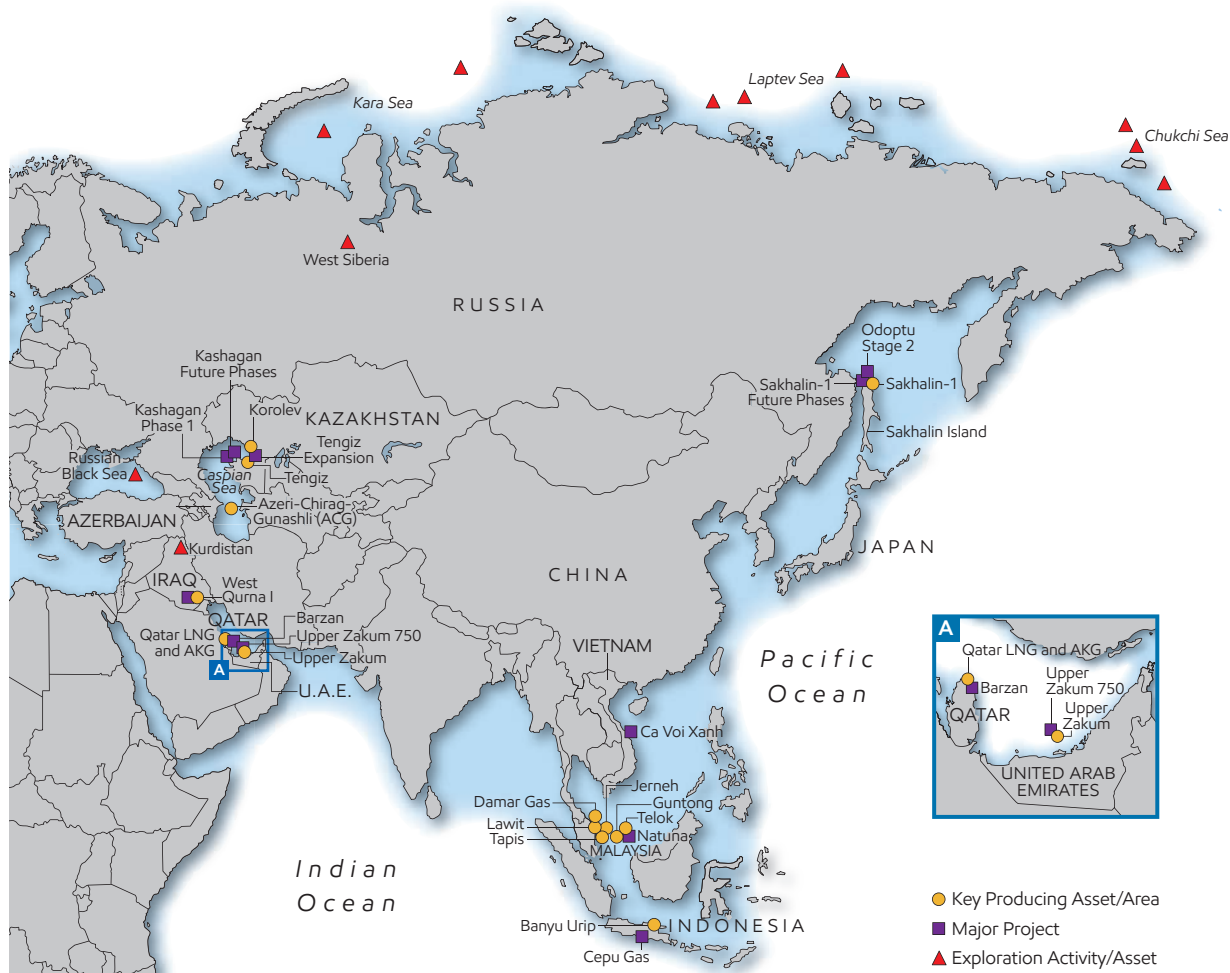 Laptev Sea
Kara Sea
Chukchi Sea
West Siberia
RUSSIA
Odoptu
Stage 2
Kashagan
Future Phases
Sakhalin-1
Future Phases
Sakhalin-1
Kashagan
Phase 1
Korolev
KAZAKHSTAN
Tengiz
Expansion
Sakhalin Island
Russian
Black Sea
Caspian
Sea
Tengiz
Azeri-Chirag-
Gunashli (ACG)
AZERBAIJAN
Kurdistan
JAPAN
CHINA
IRAQ
West
Qurna I
QATAR
Barzan
Qatar LNG
and AKG
Upper Zakum 750
Upper Zakum
A
U.A.E.
VIETNAM
Pacific
Ocean
Ca Voi Xanh
Jerneh
Damar Gas
Guntong
Lawit
Telok
Tapis
Natuna
MALAYSIA
Indian
Ocean
Banyu Urip
INDONESIA
Cepu Gas
A
Qatar LNG and AKG
Barzan
Upper
Zakum 750
QATAR
Upper
Zakum
UNITED ARAB
EMIRATES
Key Producing Asset/Area
Major Project
Exploration Activity/Asset